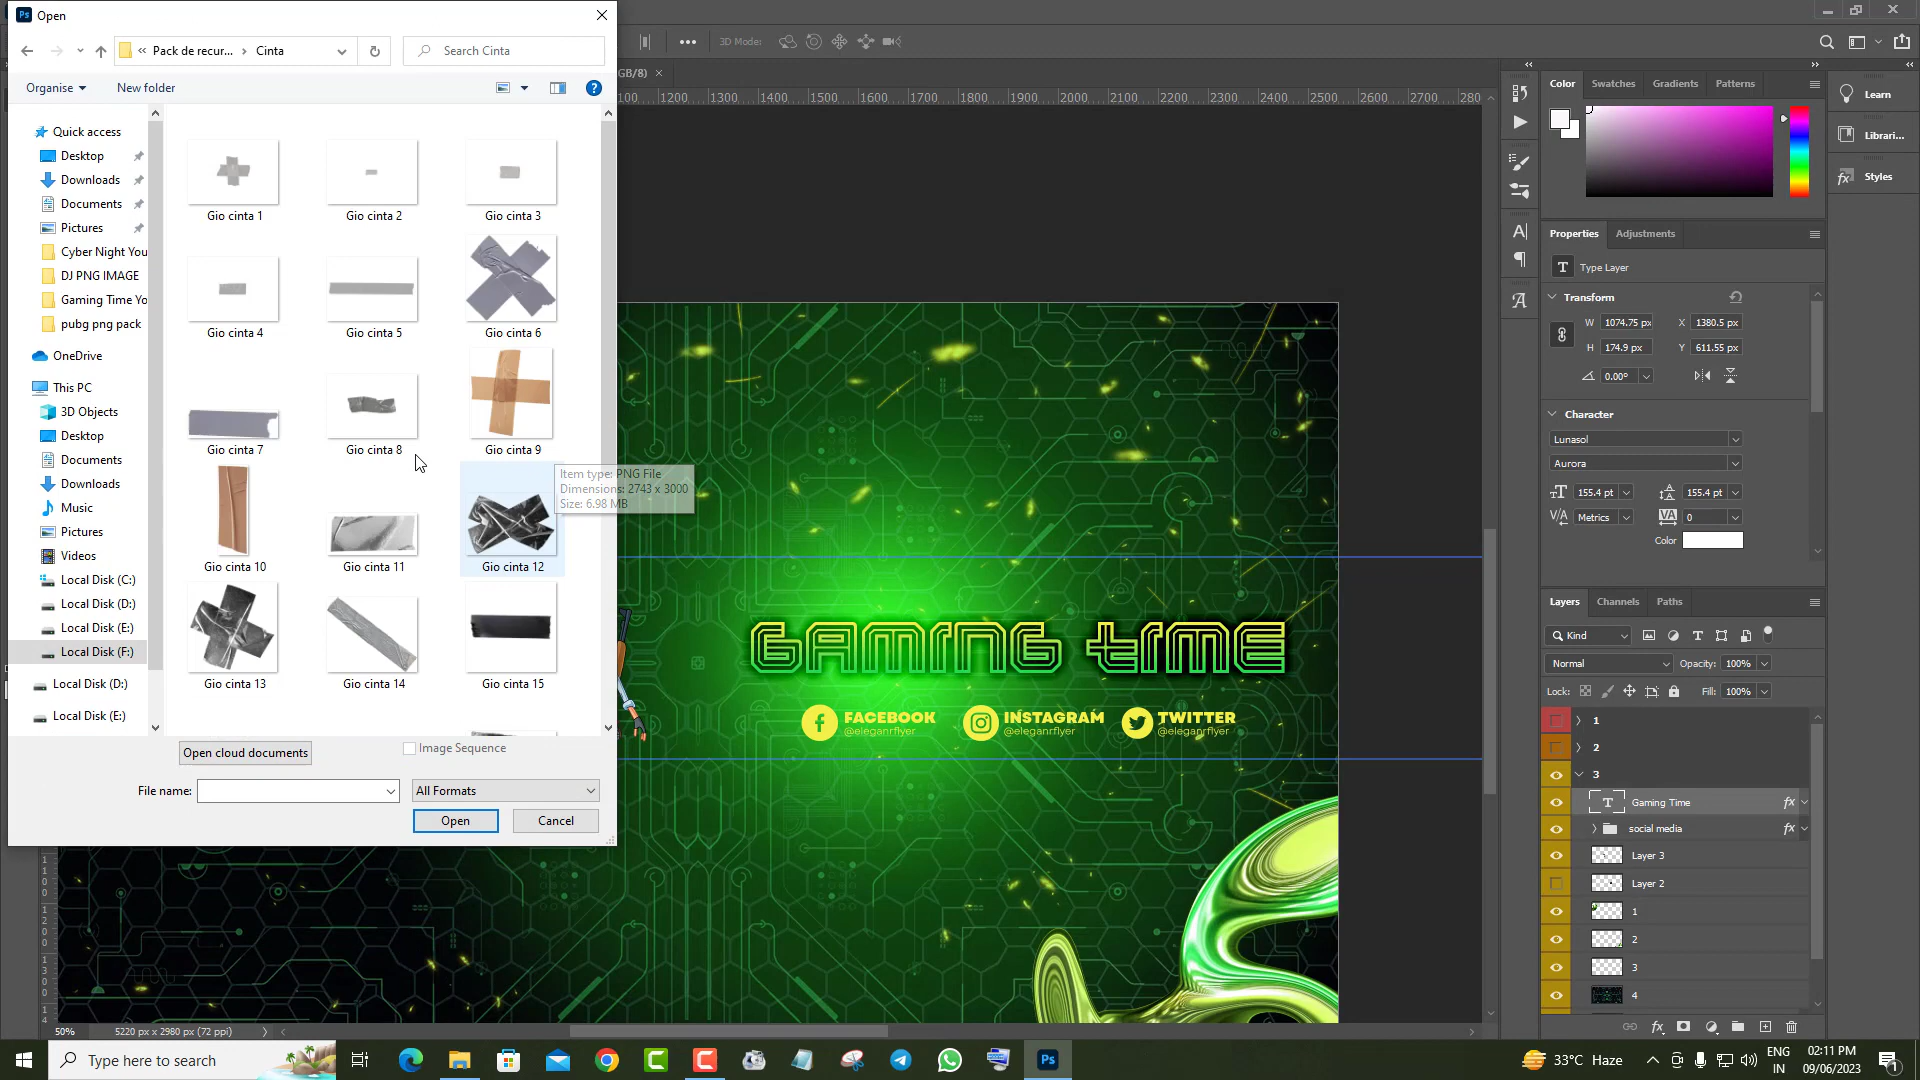 Open
Pack de recur...
Cinta
Search Cinta
3D Mode:
Organise
New folder
GB/8)
1100 1200 1300 1400 1500 1600 1700 1800 1900 2000 2100 2200 2300 2400 2500 2600 2700 2800
Quick access
Desktop
Downloads
Documents
Pictures
Cyber Night You
DJ PNG IMAGE
Gaming Time Yo
pubg png pack
OneDrive
This PC
3D Objects
Desktop
Documents
Downloads
Music
Pictures
Videos
Local Disk (C:)
Local Disk (D:)
Local Disk (E:)
Local Disk (F:)
Local Disk (D:)
Local Disk (E:)
Gio cinta 1
Gio cinta 2
Gio cinta 3
Gio cinta 4
Gio cinta 5
Gio cinta 6
Gio cinta 7
Gio cinta 8
Gio cinta 9
Gio cinta 10
Gio cinta 11
Gio cinta 12
Gio cinta 13
Gio cinta 14
Gio cinta 15
Item type: PNG File
Dimensions: 2743 x 3000
Size: 6.98 MB
Open cloud documents
Image Sequence
File name:
All Formats
Open
Cancel
GAMING TIME
FACEBOOK
@eleganrflyer
INSTAGRAM
@eleganrflyer
TWITTER
@eleganrflyer
Color
Swatches
Gradients
Patterns
Learn
Librari...
Styles
Properties
Adjustments
Type Layer
Transform
W 1074.75 px X 1380.5 px
H 174.9 px Y 611.55 px
0.00°
Character
Lunasol
Aurora
155.4 pt 155.4 pt
Metrics 0
Color
Layers
Channels
Paths
Kind
Normal
Opacity: 100%
Lock:
Fill: 100%
1
2
3
Gaming Time
social media
Layer 3
Layer 2
1
2
3
4
50%
5220 px x 2980 px (72 ppi)
Type here to search
33°C Haze
ENG
IN
02:11 PM
09/06/2023
1